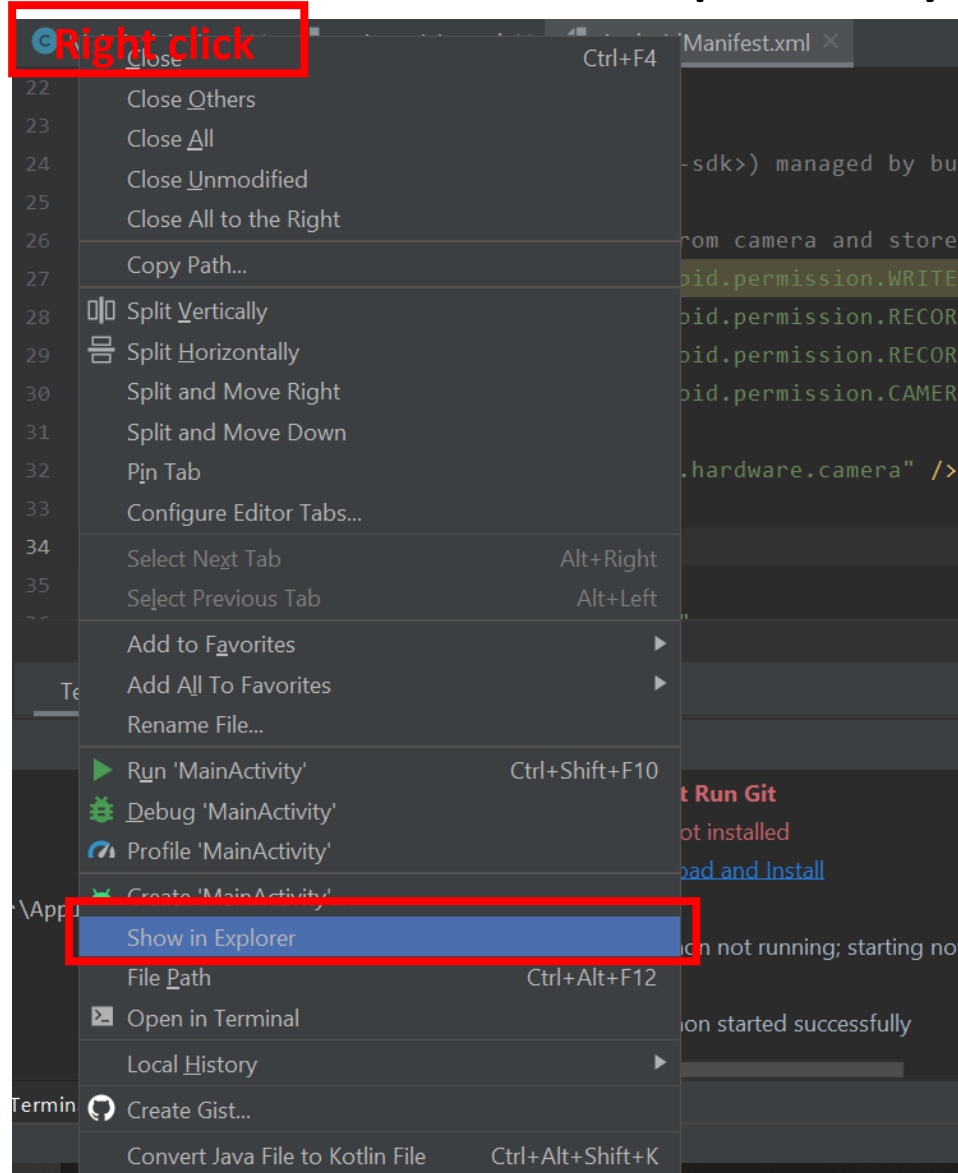 Right click
Manifest.xml
Close Ctrl+F4
22
Close Others
23
Close All
24
-sdk>) managed by bu
Close Unmodified
25
Close All to the Right
26
rom camera and store
Copy Path...
27
oid.permission.WRITE
28
Split Vertically
oid.permission.RECOR
29
Split Horizontally
oid.permission.RECOR
30
Split and Move Right
oid.permission.CAMER
31
Split and Move Down
32
Pin Tab
.hardware.camera" />
33
Configure Editor Tabs...
34
Select Next Tab Alt+Right
35
Select Previous Tab Alt+Left
"
Add to Favorites
Te
Add All To Favorites
Rename File...
Run 'MainActivity' Ctrl+Shift+F10
t Run Git
Debug 'MainActivity'
ot installed
Profile 'MainActivity'
oad and Install
Create 'MainActivity'...
\App
Show in Explorer
on not running; starting no
File Path Ctrl+Alt+F12
Open in Terminal
on started successfully
Local History
Termin
Create Gist...
Convert Java File to Kotlin File Ctrl+Alt+Shift+K